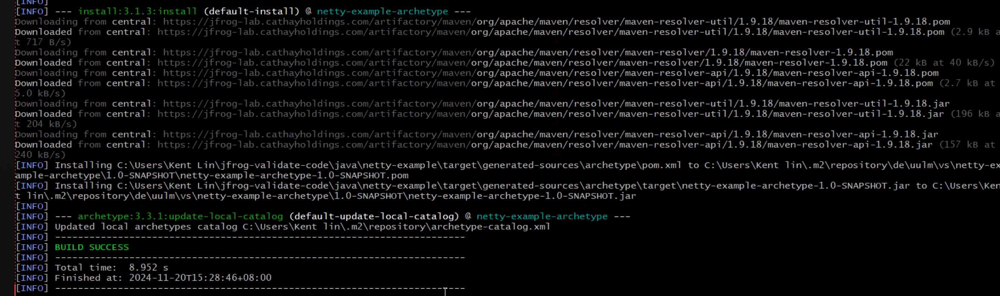 [INFO]
[INFO] --- install:3.1.3:install (default-install) @ netty-example-archetype ---
Downloading from central: https://jfrog-lab.cathayholdings.com/artifactory/maven/org/apache/maven/resolver/maven-resolver-util/1.9.18/maven-resolver-util-1.9.18.pom
Downloaded from central: https://jfrog-lab.cathayholdings.com/artifactory/maven/org/apache/maven/resolver/maven-resolver-util/1.9.18/maven-resolver-util-1.9.18.pom (2.9 kB a
t 717 B/s)
Downloading from central: https://jfrog-lab.cathayholdings.com/artifactory/maven/org/apache/maven/resolver/maven-resolver/1.9.18/maven-resolver-1.9.18.pom
Downloaded from central: https://jfrog-lab.cathayholdings.com/artifactory/maven/org/apache/maven/resolver/maven-resolver/1.9.18/maven-resolver-1.9.18.pom (22 kB at 40 kB/s)
Downloading from central: https://jfrog-lab.cathayholdings.com/artifactory/maven/org/apache/maven/resolver/maven-resolver-api/1.9.18/maven-resolver-api-1.9.18.pom
Downloaded from central: https://jfrog-lab.cathayholdings.com/artifactory/maven/org/apache/maven/resolver/maven-resolver-api/1.9.18/maven-resolver-api-1.9.18.pom (2.7 kB at
5.0 kB/s)
Downloading from central: https://jfrog-lab.cathayholdings.com/artifactory/maven/org/apache/maven/resolver/maven-resolver-util/1.9.18/maven-resolver-util-1.9.18.jar
Downloaded from central: https://jfrog-lab.cathayholdings.com/artifactory/maven/org/apache/maven/resolver/maven-resolver-util/1.9.18/maven-resolver-util-1.9.18.jar (196 kB a
t 204 kB/s)
Downloading from central: https://jfrog-lab.cathayholdings.com/artifactory/maven/org/apache/maven/resolver/maven-resolver-api/1.9.18/maven-resolver-api-1.9.18.jar
Downloaded from central: https://jfrog-lab.cathayholdings.com/artifactory/maven/org/apache/maven/resolver/maven-resolver-api/1.9.18/maven-resolver-api-1.9.18.jar (157 kB at
240 kB/s)
[INFO] Installing C:\Users\Kent Lin\jfrog-validate-code\java\netty-example\target\generated-sources\archetype\pom.xml to C:\Users\Kent lin\.m2\repository\de\uulm\vs\netty-ex
ample-archetype\1.0-SNAPSHOT\netty-example-archetype-1.0-SNAPSHOT.pom
[INFO] Installing C:\Users\Kent Lin\jfrog-validate-code\java\netty-example\target\generated-sources\archetype\target\netty-example-archetype-1.0-SNAPSHOT.jar to C:\Users\Ken
t lin\.m2\repository\de\uulm\vs\netty-example-archetype\1.0-SNAPSHOT\netty-example-archetype-1.0-SNAPSHOT.jar
[INFO]
[INFO] --- archetype:3.3.1:update-local-catalog (default-update-local-catalog) @ netty-example-archetype ---
[INFO] Updated local archetypes catalog C:\Users\Kent lin\.m2\repository\archetype-catalog.xml
[INFO] ------------------------------------------------------------------------
[INFO] BUILD SUCCESS
[INFO] ------------------------------------------------------------------------
[INFO] Total time:  8.952 s
[INFO] Finished at: 2024-11-20T15:28:46+08:00
[INFO] ------------------------------------------------------------------------